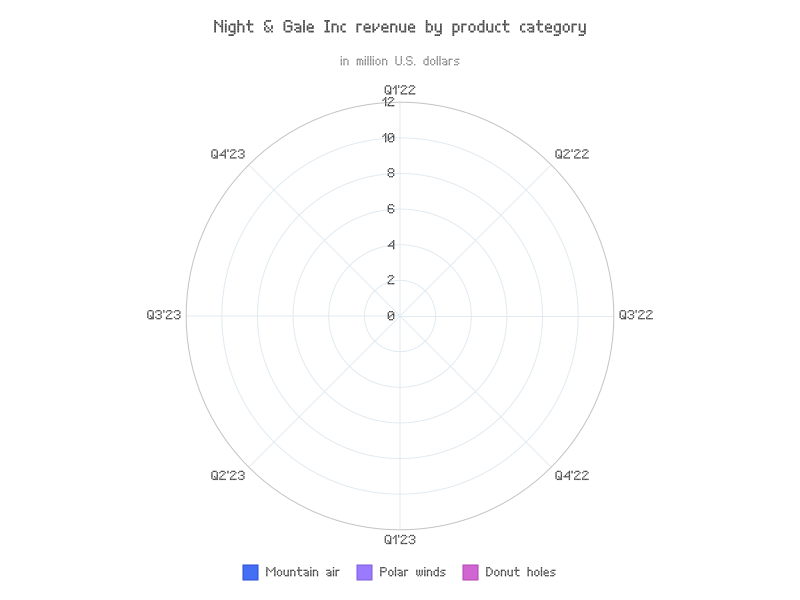 Night & Gale Inc revenue by product category
in million U.S. dollars
Q1'22
12
10
Q4'23
Q2'22
8
6
4
2
Q3'23
0
Q3'22
Q2'23
Q4'22
Q1'23
Mountain air
Polar winds
Donut holes